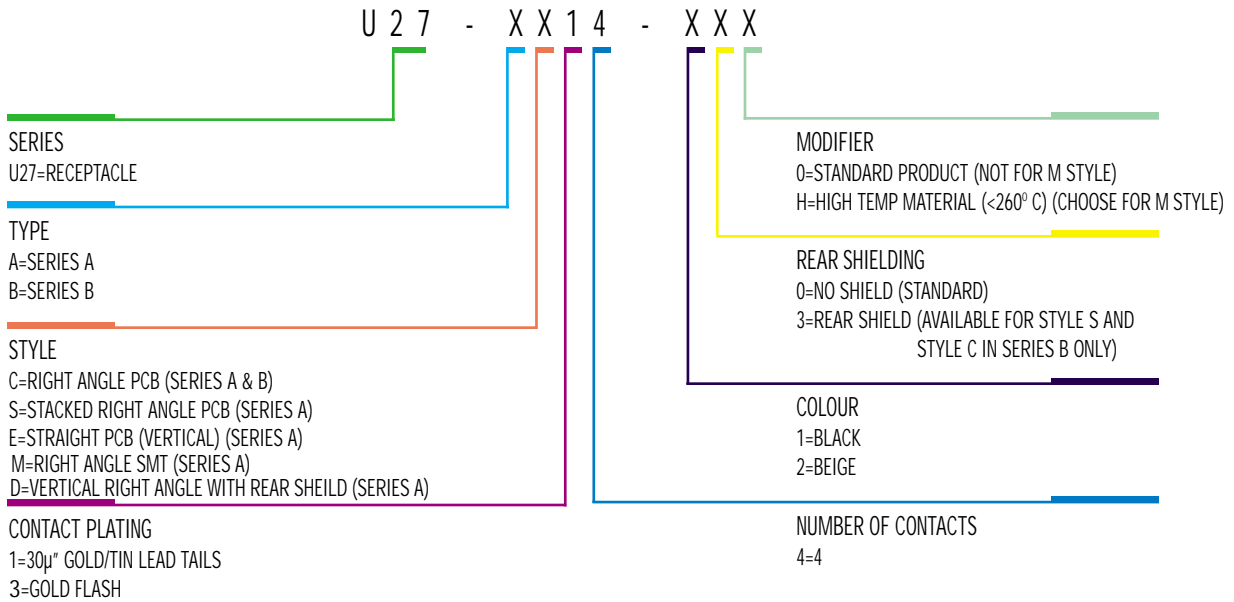 U27 - XX14 - XXX
SERIES
U27=RECEPTACLE
TYPE
A=SERIES A
B=SERIES B
STYLE
C=RIGHT ANGLE PCB (SERIES A & B)
S=STACKED RIGHT ANGLE PCB (SERIES A)
E=STRAIGHT PCB (VERTICAL) (SERIES A)
M=RIGHT ANGLE SMT (SERIES A)
D=VERTICAL RIGHT ANGLE WITH REAR SHEILD (SERIES A)
CONTACT PLATING
1=30µ" GOLD/TIN LEAD TAILS
3=GOLD FLASH
MODIFIER
0=STANDARD PRODUCT (NOT FOR M STYLE)
H=HIGH TEMP MATERIAL (<260⁰ C) (CHOOSE FOR M STYLE)
REAR SHIELDING
0=NO SHIELD (STANDARD)
3=REAR SHIELD (AVAILABLE FOR STYLE S AND
STYLE C IN SERIES B ONLY)
COLOUR
1=BLACK
2=BEIGE
NUMBER OF CONTACTS
4=4